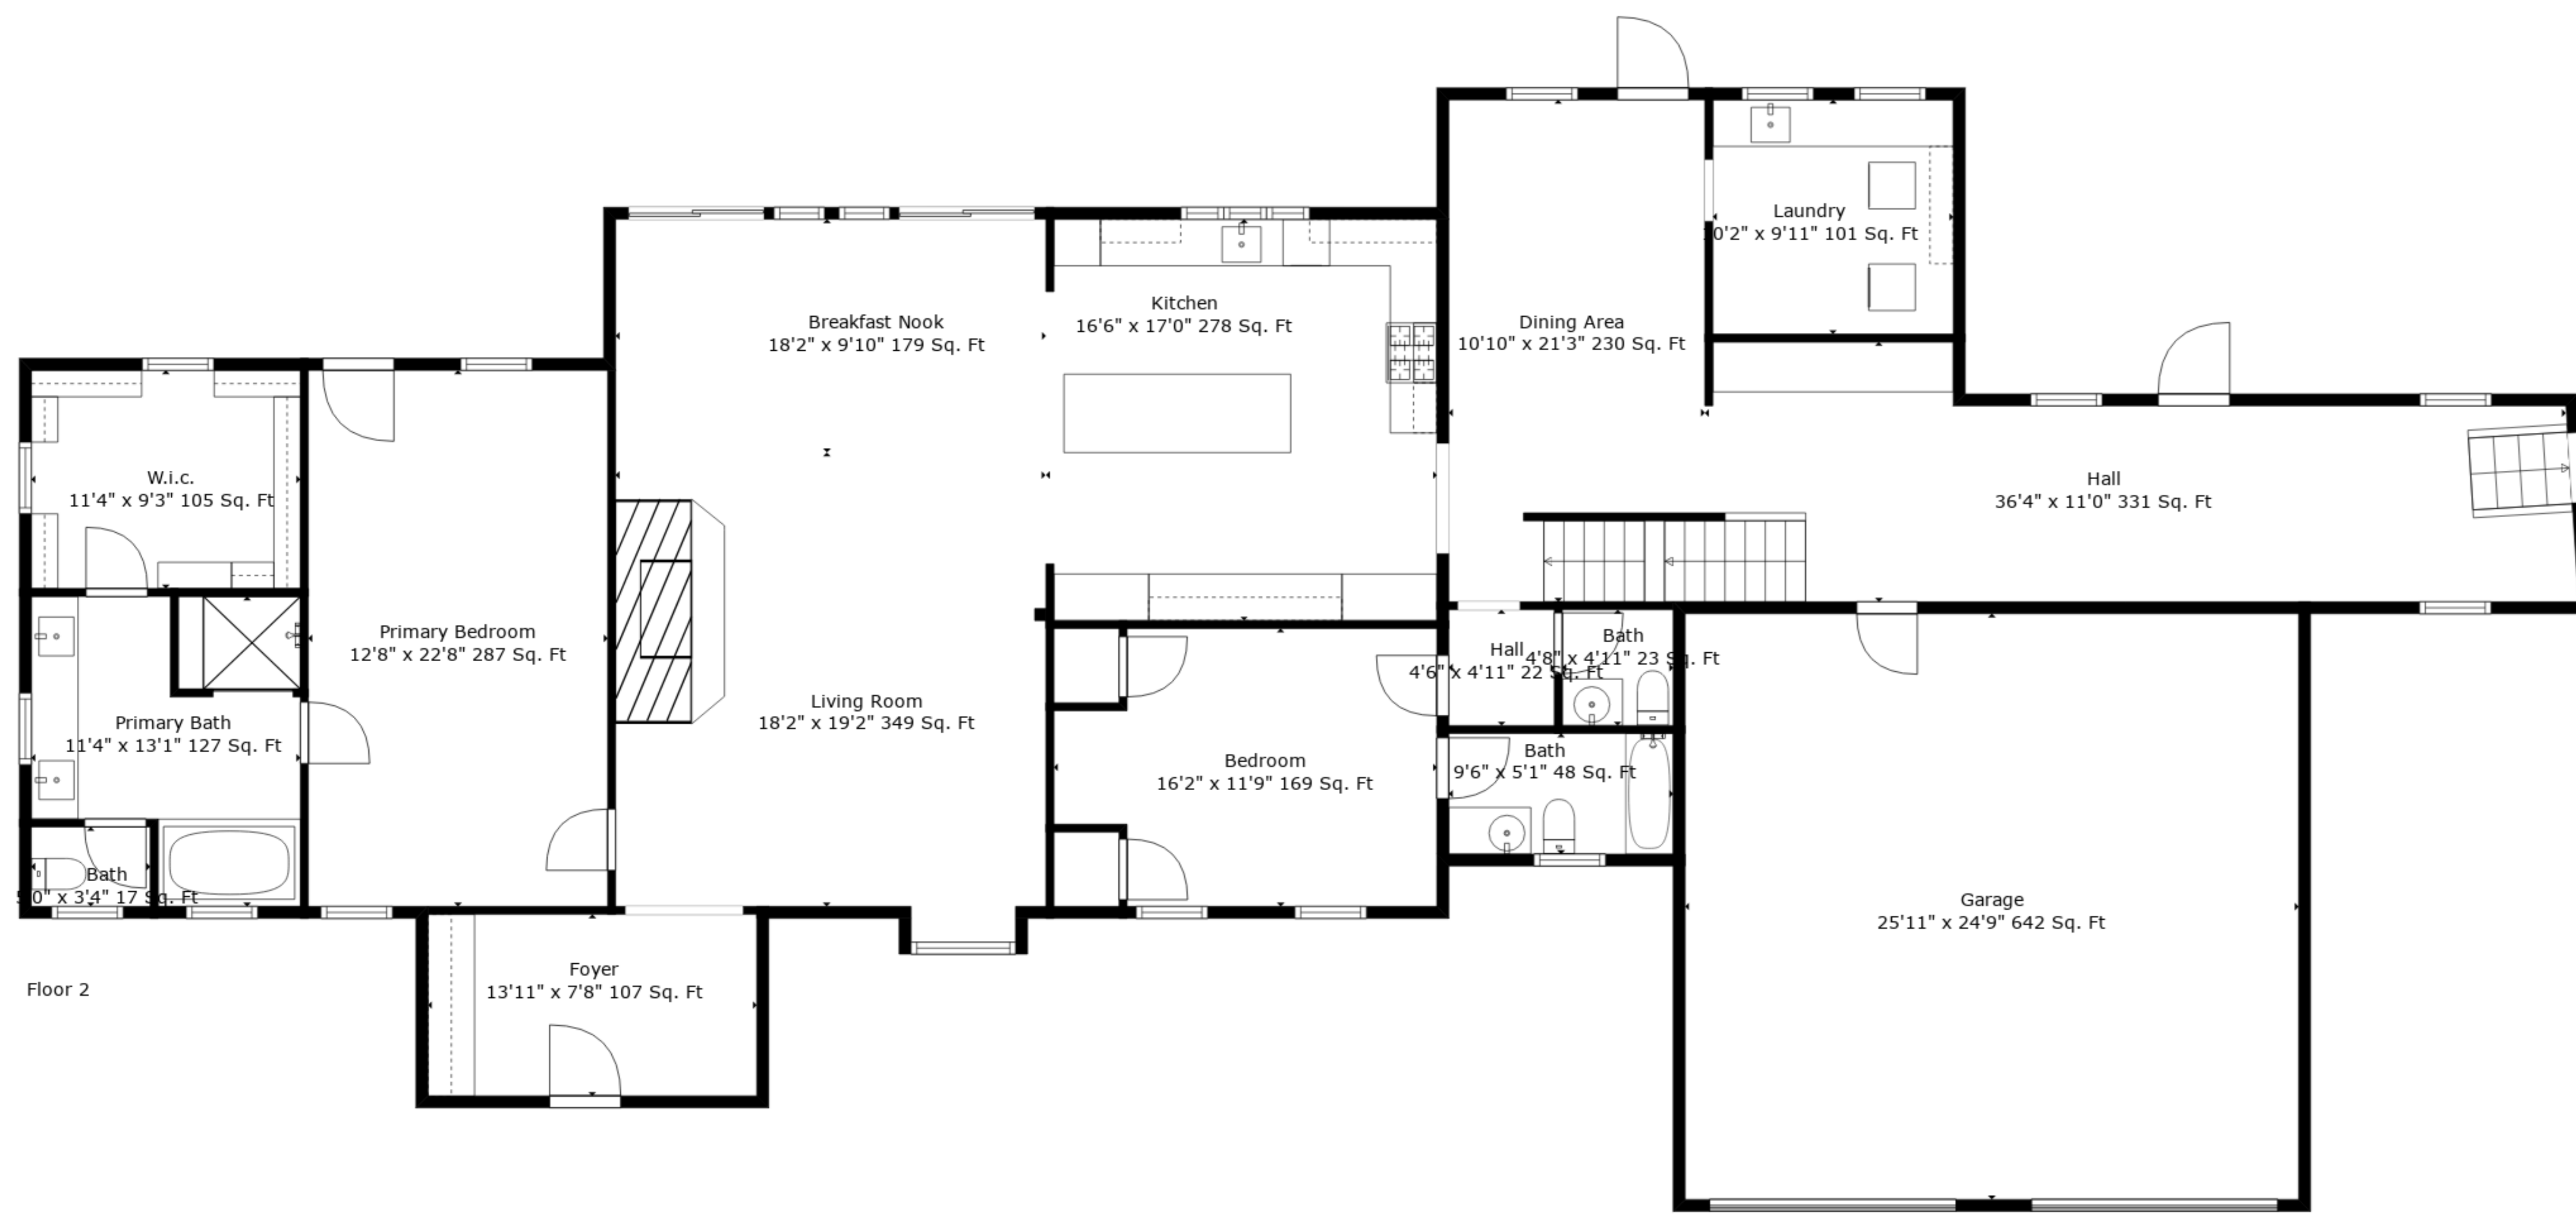 Breakfast Nook
18'2" x 9'10" 179 Sq. Ft
Kitchen
16'6" x 17'0" 278 Sq. Ft
Dining Area
10'10" x 21'3" 230 Sq. Ft
Laundry
10'2" x 9'11" 101 Sq. Ft
W.i.c.
11'4" x 9'3" 105 Sq. Ft
Hall
36'4" x 11'0" 331 Sq. Ft
Primary Bedroom
12'8" x 22'8" 287 Sq. Ft
Hall
4'6" x 4'11" 22 Sq. Ft
Bath
4'8" x 4'11" 23 Sq. Ft
Primary Bath
11'4" x 13'1" 127 Sq. Ft
Living Room
18'2" x 19'2" 349 Sq. Ft
Bedroom
16'2" x 11'9" 169 Sq. Ft
Bath
9'6" x 5'1" 48 Sq. Ft
Bath
5'0" x 3'4" 17 Sq. Ft
Garage
25'11" x 24'9" 642 Sq. Ft
Foyer
13'11" x 7'8" 107 Sq. Ft
Floor 2